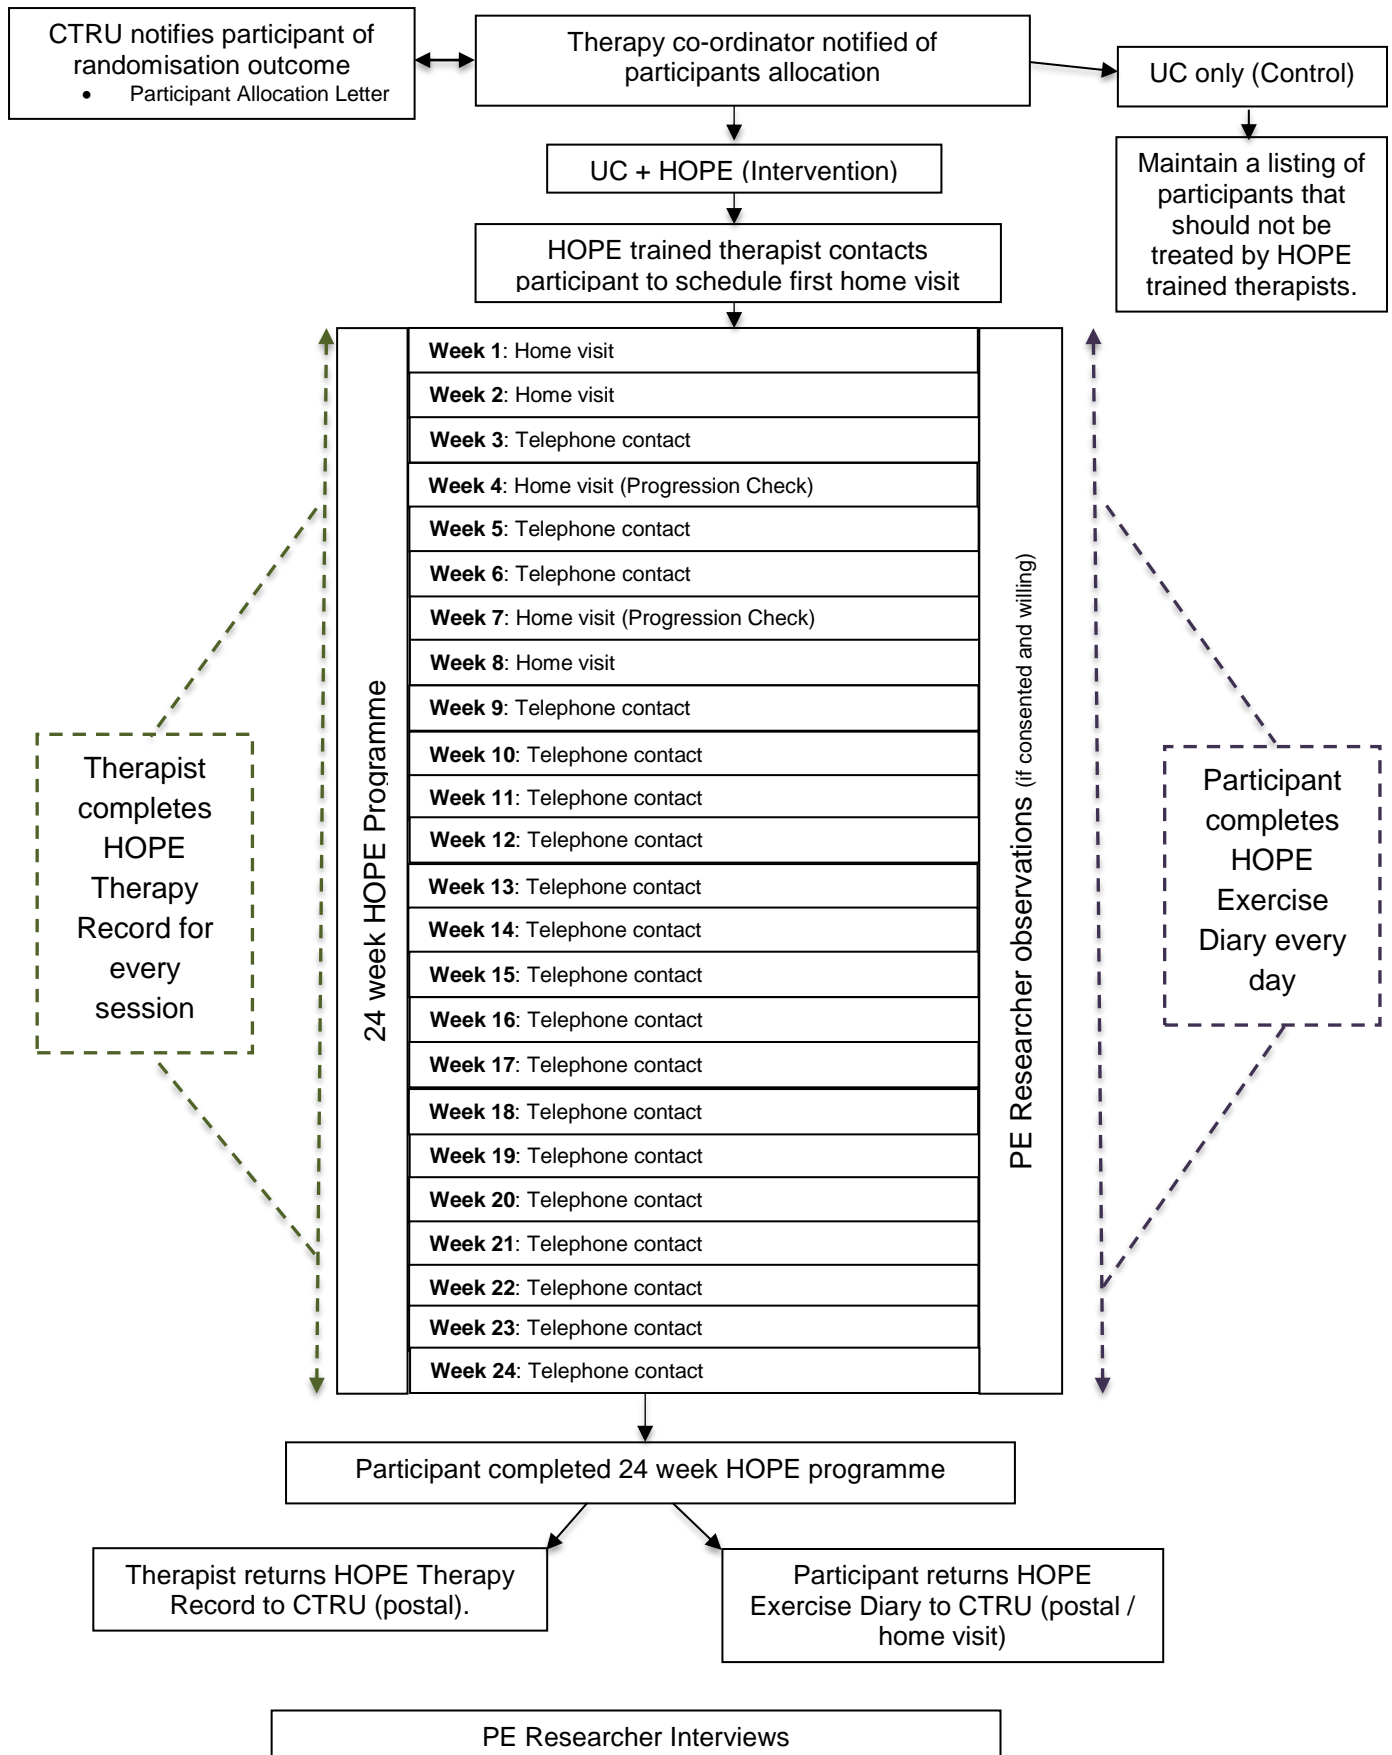 CTRU notifies participant of
randomisation outcome
• Participant Allocation Letter
Therapy co-ordinator notified of
participants allocation
UC only (Control)
UC + HOPE (Intervention)
Maintain a listing of
participants that
should not be
treated by HOPE
trained therapists.
HOPE trained therapist contacts
participant to schedule first home visit
24 week HOPE Programme
Week 1: Home visit
Week 2: Home visit
Week 3: Telephone contact
Week 4: Home visit (Progression Check)
Week 5: Telephone contact
Week 6: Telephone contact
Week 7: Home visit (Progression Check)
Week 8: Home visit
Week 9: Telephone contact
Week 10: Telephone contact
Week 11: Telephone contact
Week 12: Telephone contact
Week 13: Telephone contact
Week 14: Telephone contact
Week 15: Telephone contact
Week 16: Telephone contact
Week 17: Telephone contact
Week 18: Telephone contact
Week 19: Telephone contact
Week 20: Telephone contact
Week 21: Telephone contact
Week 22: Telephone contact
Week 23: Telephone contact
Week 24: Telephone contact
PE Researcher observations (if consented and willing)
Therapist
completes
HOPE
Therapy
Record for
every
session
Participant
completes
HOPE
Exercise
Diary every
day
Participant completed 24 week HOPE programme
Therapist returns HOPE Therapy
Record to CTRU (postal).
Participant returns HOPE
Exercise Diary to CTRU (postal /
home visit)
PE Researcher Interviews